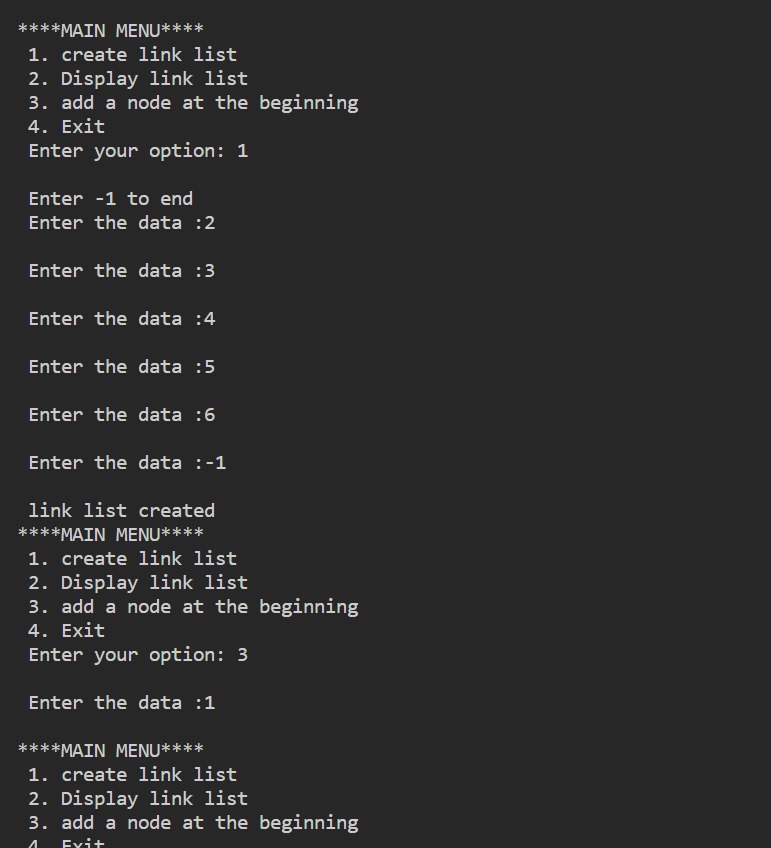 ****MAIN MENU****
1. create link list
2. Display link list
3. add a node at the beginning
4. Exit
Enter your option: 1
Enter -1 to end
Enter the data :2
Enter the data :3
Enter the data :4
Enter the data :5
Enter the data :6
Enter the data :-1
link list created
****MAIN MENU****
1. create link list
2. Display link list
3. add a node at the beginning
4. Exit
Enter your option: 3
Enter the data :1
****MAIN MENU****
1. create link list
2. Display link list
3. add a node at the beginning
4. Exit